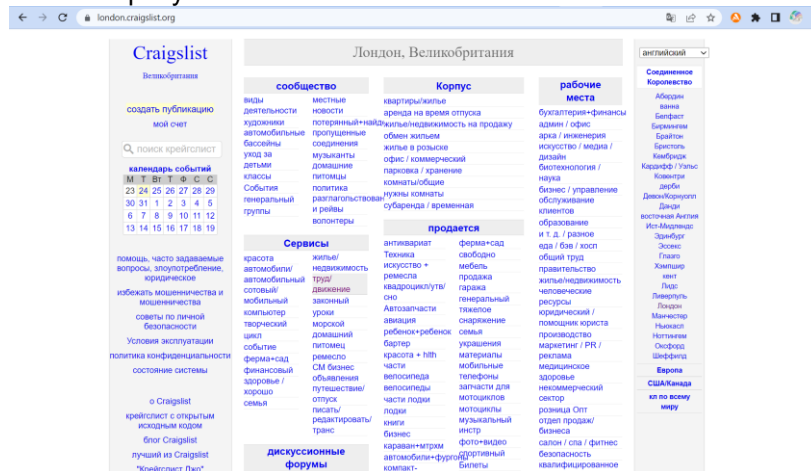 london.craigslist.org
Craigslist
Великобритания
создать публикацию
мой счет
поиск крейгслист
календарь событий
М Т Вт Т Ф С С
23 24 25 26 27 28 29
30 31 1 2 3 4 5
6 7 8 9 10 11 12
13 14 15 16 17 18 19
помощь, часто задаваемые
вопросы, злоупотребление,
юридическое
избежать мошенничества и
мошенничества
советы по личной
безопасности
Условия эксплуатации
политика конфиденциальности
состояние системы
о Craigslist
крейгслист с открытым
исходным кодом
блог Craigslist
лучший из Craigslist
"Крейгслист Джо"
Лондон, Великобритания
сообщество
виды
деятельности
художники
автомобильные
бассейны
уход за
детьми
классы
События
генеральный
группы
местные
новости
потерянный+найд
пропущенные
соединения
музыканты
домашние
питомцы
политика
разглагольствован
и рейвы
волонтеры
Сервисы
красота
автомобили/
автомобильный
сотовый/
мобильный
компьютер
творческий
цикл
событие
ферма+сад
финансовый
здоровье /
хорошо
семья
жилье/
недвижимость
труд/
движение
законный
уроки
морской
домашний
питомец
ремесло
СМ бизнес
объявления
путешествие/
отпуск
писать/
редактировать/
транс
дискуссионные
форумы
Корпус
квартиры/жилье
аренда на время отпуска
жилье/недвижимость на продажу
обмен жильем
жилье в розыске
офис / коммерческий
парковка / хранение
комнаты/общие
нужны комнаты
субаренда / временная
продается
антиквариат
Техника
искусство +
ремесла
квадроцикл/утв/
сно
Автозапчасти
авиация
ребенок+ребенок
бартер
красота + hlth
части
велосипеда
велосипеды
части лодки
лодки
книги
бизнес
караван+мтрхм
автомобили+фургоны
компакт-
ферма+сад
свободно
мебель
продажа
гаража
генеральный
тяжелое
снаряжение
семья
украшения
материалы
мобильные
телефоны
запчасти для
мотоциклов
мотоциклы
музыкальный
инстр
фото+видео
спортивный
Билеты
рабочие
места
бухгалтерия+финансы
админ / офис
арка / инженерия
искусство / медиа /
дизайн
биотехнология /
наука
бизнес / управление
обслуживание
клиентов
образование
и т. д. / разное
еда / бэв / хосп
общий труд
правительство
жилье/недвижимость
человеческие
ресурсы
юридический /
помощник юриста
производство
маркетинг / PR /
реклама
медицинское
здоровье
некоммерческий
сектор
розница Опт
отдел продаж/
бизнеса
салон / спа / фитнес
безопасность
квалифицированное
английский
Соединенное
Королевство
Абердин
ванна
Белфаст
Бирмингем
Брайтон
Бристоль
Кембридж
Кардифф / Уэльс
Ковентри
дерби
Девон/Корнуолл
Данди
восточная Англия
Ист-Мидлендс
Эдинбург
Эссекс
Глазго
Хэмпшир
кент
Лидс
Ливерпуль
Лондон
Манчестер
Ньюкасл
Ноттингем
Оксфорд
Шеффилд
Европа
США/Канада
кл по всему
миру